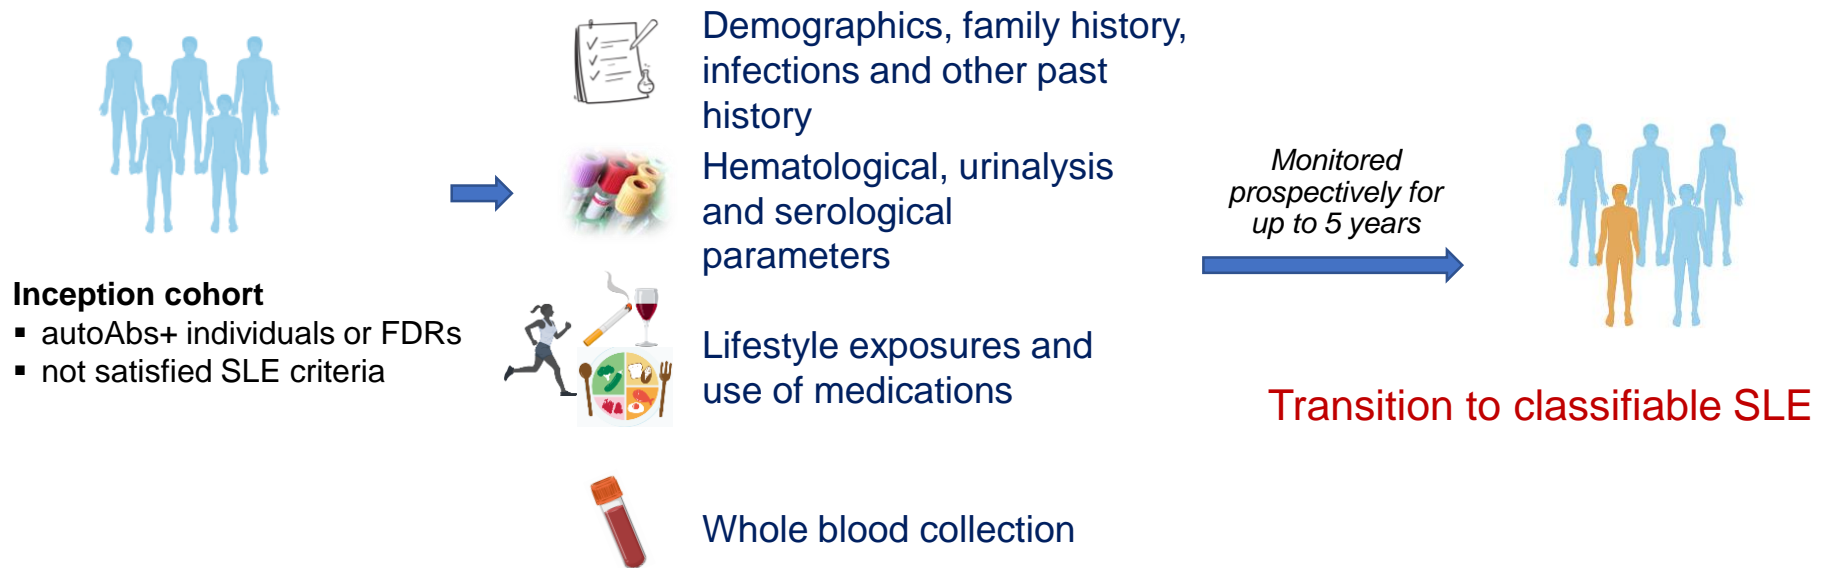 Inception cohort
▪ autoAbs+ individuals or FDRs
▪ not satisfied SLE criteria
Demographics, family history,
infections and other past
history
Hematological, urinalysis
and serological
parameters
Lifestyle exposures and
use of medications
Whole blood collection
Monitored
prospectively for
up to 5 years
Transition to classifiable SLE